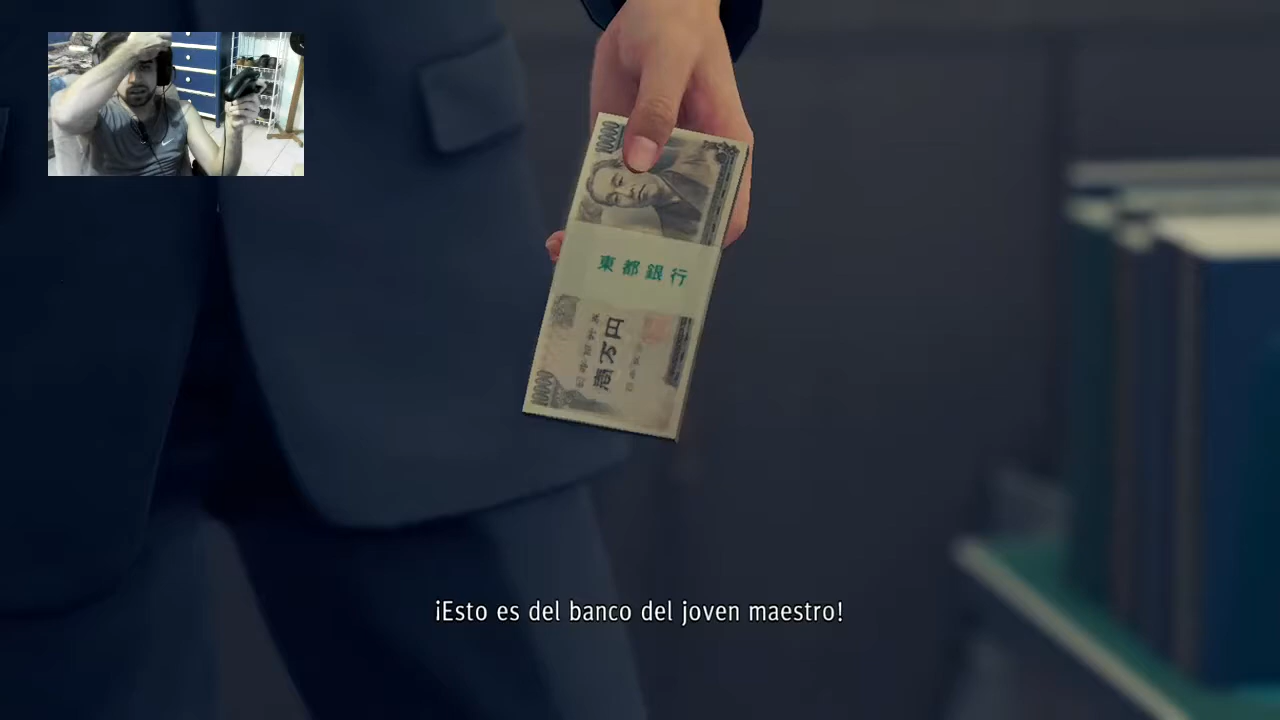 10000
東都銀行
壱万円
10000
¡Esto es del banco del joven maestro!